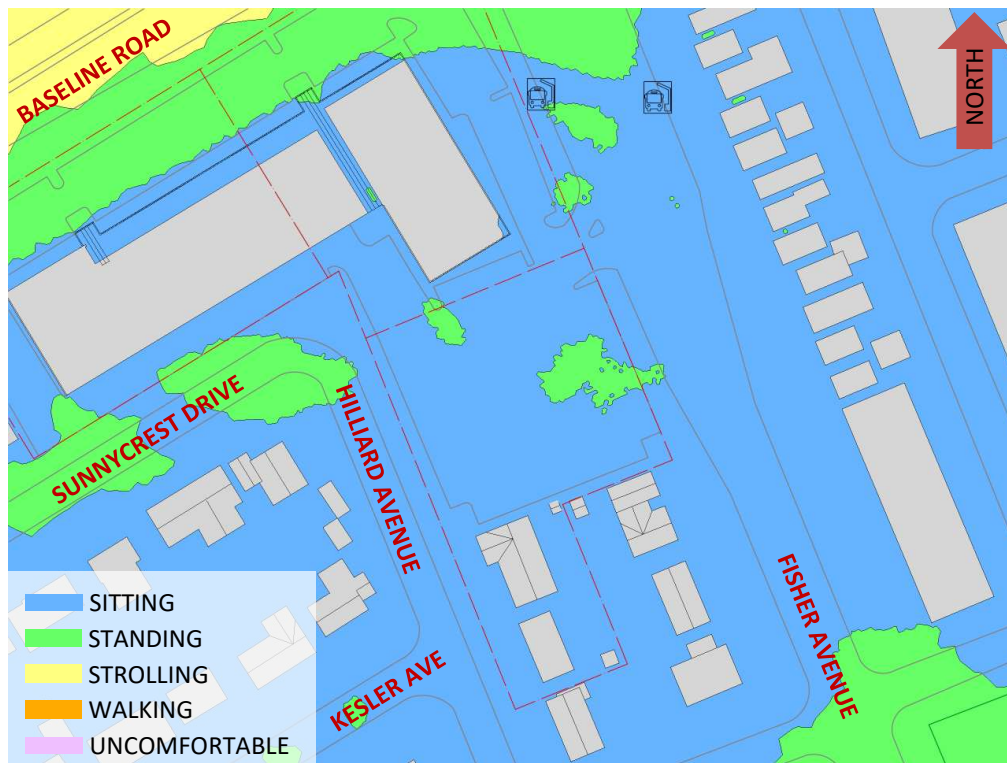 BASELINE ROAD
NORTH
SUNNYCREST DRIVE
HILLIARD AVENUE
FISHER AVENUE
KESLER AVE
SITTING
STANDING
STROLLING
WALKING
UNCOMFORTABLE